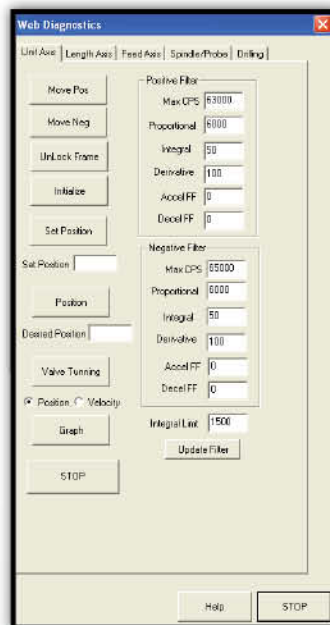 Web Diagnostics
Unit Axis Length Axis Feed Axis Spindle/Probe Drilling
Move Pos
Move Neg
UnLock Frame
Initialize
Set Position
Set Position
Position
Desired Position
Valve Tunning
Position Velocity
Graph
STOP
Positive Filter
Max CPS 63000
Proportional 6000
Integral 50
Derivative 100
Accel FF 0
Decel FF 0
Negative Filter
Max CPS 65000
Proportional 6000
Integral 50
Derivative 100
Accel FF 0
Decel FF 0
Integral Limit 1500
Update Filter
Help STOP